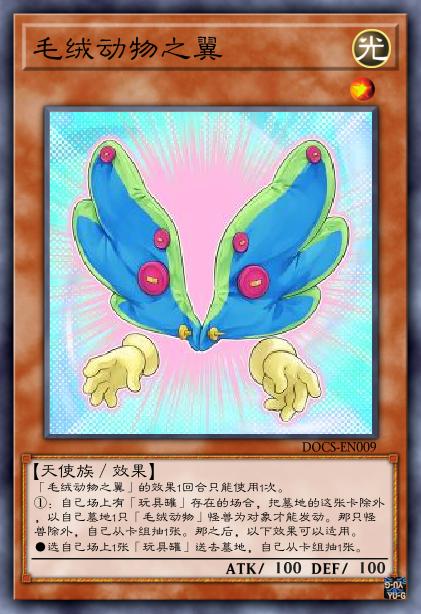 毛绒动物之翼
光
DOCS-EN009
【天使族／效果】
「毛绒动物之翼」的效果1回合只能使用1次。
①：自己场上有「玩具罐」存在的场合，把墓地的这张卡除外
，以自己墓地1只「毛绒动物」怪兽为对象才能发动。那只怪
兽除外，自己从卡组抽1张。那之后，以下效果可以适用。
●选自己场上1张「玩具罐」送去墓地，自己从卡组抽1张。
ATK/ 100 DEF/ 100